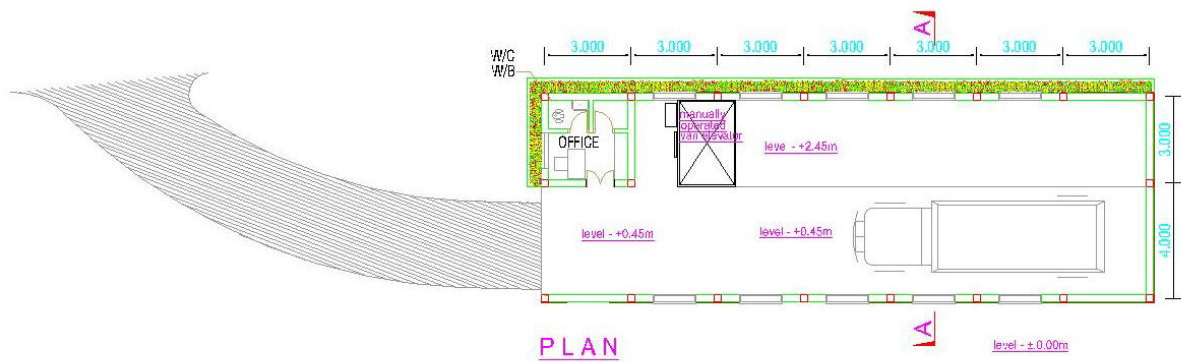 A
3.000 3.000 3.000 3.000 3.000 3.000 3.000
W/C
W/B
manually
operated
van elevator
OFFICE
level - +2.45m
3.000
level - +0.45m
level - +0.45m
4.000
A
PLAN
level - ±0.00m